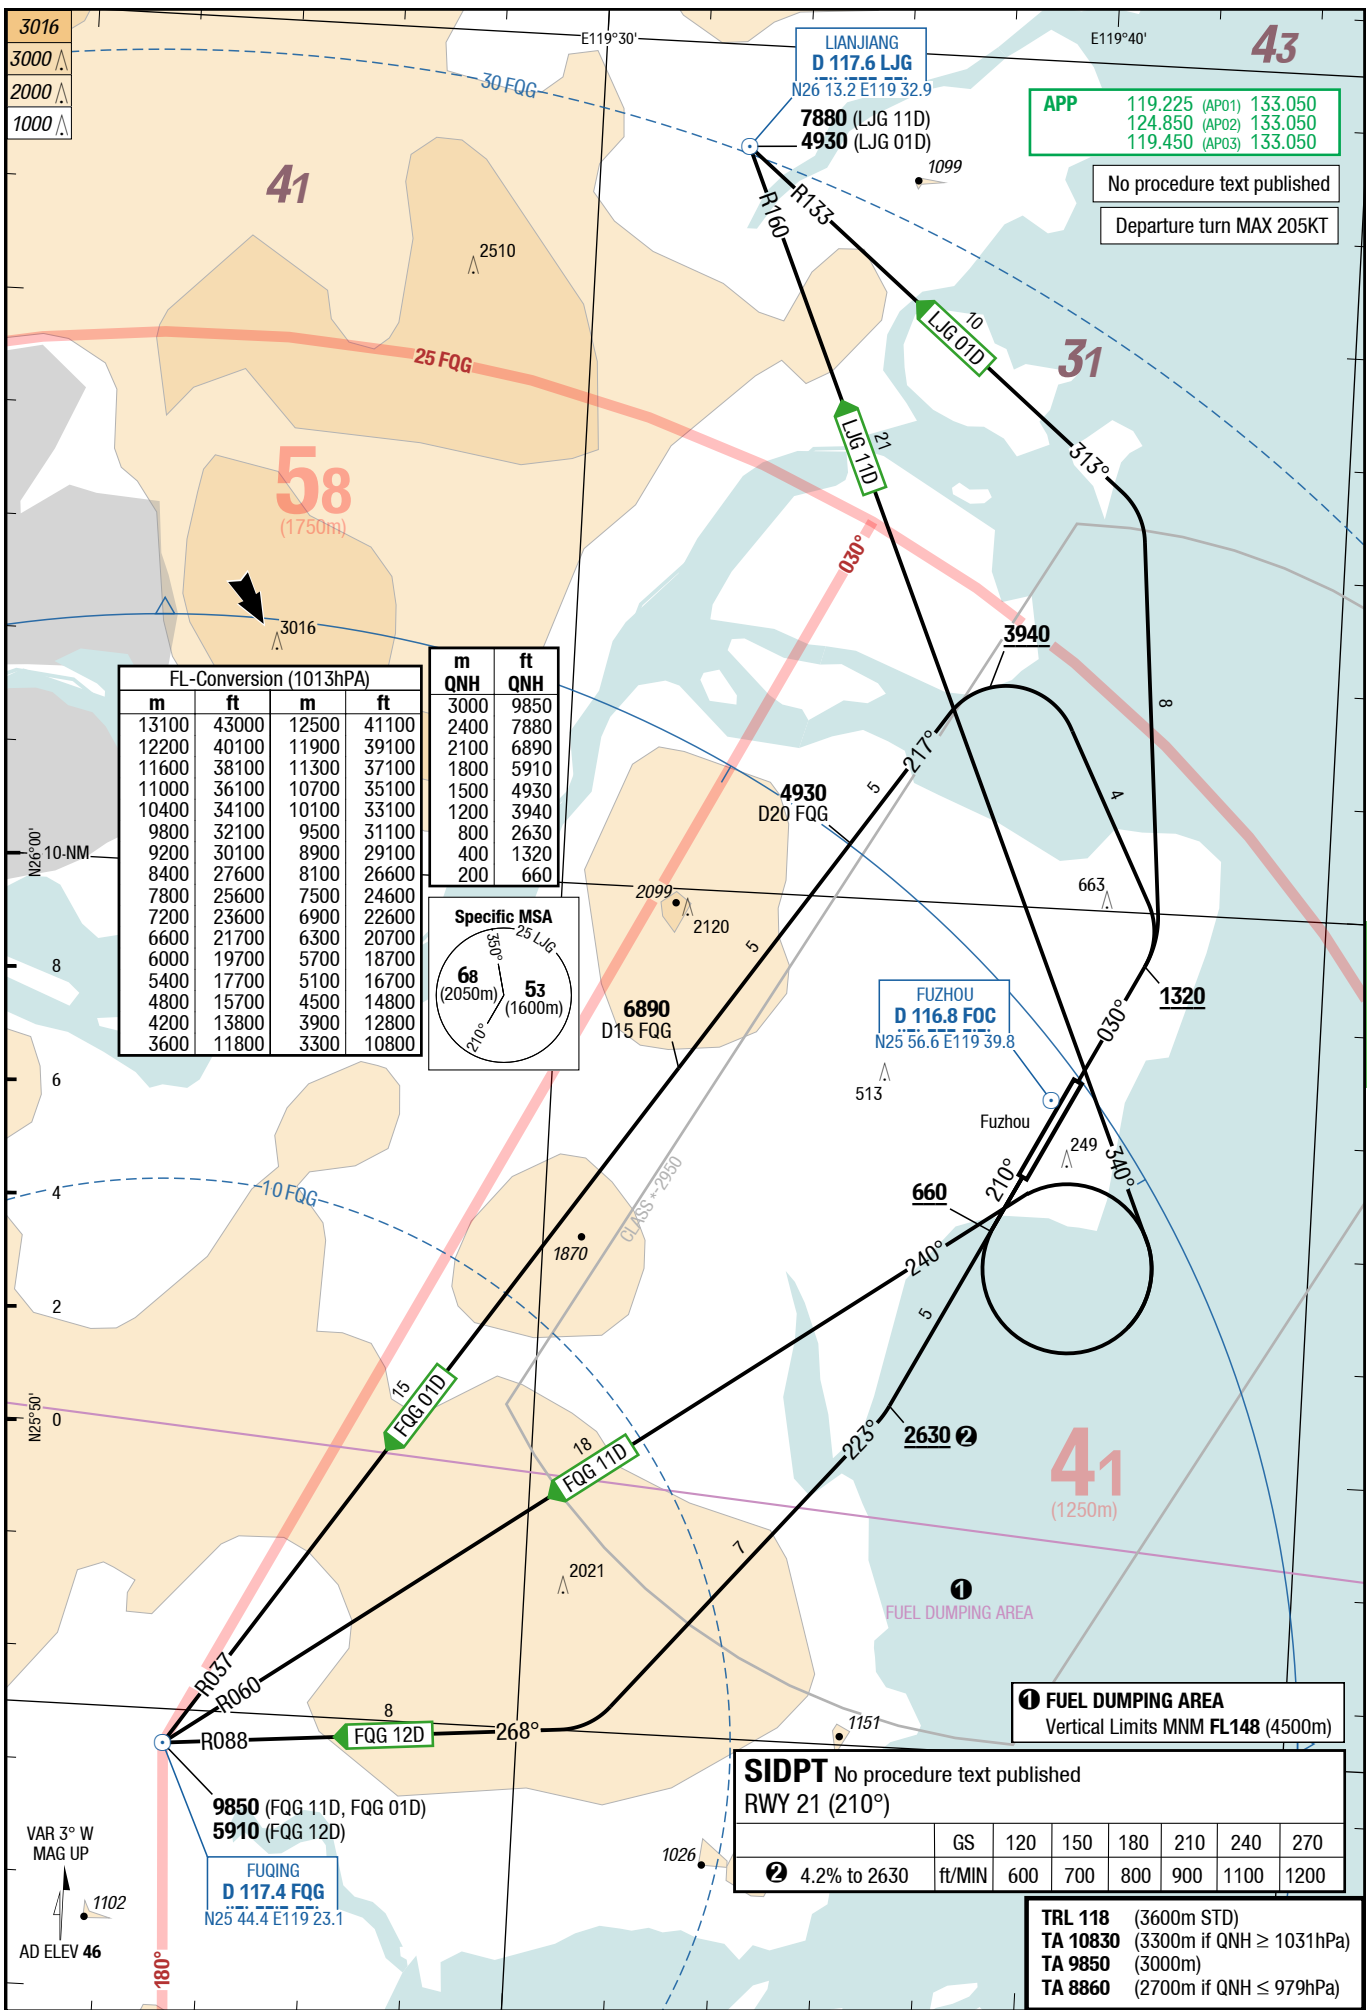 3016
3000
2000
1000
E119°30'
E119°40'
43
LIANJIANG
D 117.6 LJG
N26 13.2 E119 32.9
7880 (LJG 11D)
4930 (LJG 01D)
APP 119.225 (AP01) 133.050
124.850 (AP02) 133.050
119.450 (AP03) 133.050
No procedure text published
Departure turn MAX 205KT
30 FQG
41
1099
R160
R133
2510
10
LJG 01D
31
25 FQG
21
LJG 11D
313°
58
(1750m)
030°
3016
3940
8
FL-Conversion (1013hPA)
m ft m ft
13100 43000 12500 41100
12200 40100 11900 39100
11600 38100 11300 37100
11000 36100 10700 35100
10400 34100 10100 33100
9800 32100 9500 31100
9200 30100 8900 29100
8400 27600 8100 26600
7800 25600 7500 24600
7200 23600 6900 22600
6600 21700 6300 20700
6000 19700 5700 18700
5400 17700 5100 16700
4800 15700 4500 14800
4200 13800 3900 12800
3600 11800 3300 10800
m ft
QNH QNH
3000 9850
2400 7880
2100 6890
1800 5910
1500 4930
1200 3940
800 2630
400 1320
200 660
217°
5
4
4930
D20 FQG
N26°00'
10-NM
663
2099
2120
5
Specific MSA
25 LJG
350°
68
(2050m)
53
(1600m)
210°
8
6890
D15 FQG
FUZHOU
D 116.8 FOC
N25 56.6 E119 39.8
1320
030°
6
513
Fuzhou
249
210°
340°
4
10 FQG
660
CLASS *-2950
1870
240°
2
5
15
FQG 01D
N25°50'
0
18
FQG 11D
223°
2630 ❷
41
(1250m)
7
2021
❶
FUEL DUMPING AREA
R037
R060
R088
8
FQG 12D
268°
1151
❶ FUEL DUMPING AREA
Vertical Limits MNM FL148 (4500m)
9850 (FQG 11D, FQG 01D)
5910 (FQG 12D)
SIDPT No procedure text published
RWY 21 (210°)
GS 120 150 180 210 240 270
❷ 4.2% to 2630 ft/MIN 600 700 800 900 1100 1200
VAR 3° W
MAG UP
1102
AD ELEV 46
FUQING
D 117.4 FQG
N25 44.4 E119 23.1
1026
180°
TRL 118 (3600m STD)
TA 10830 (3300m if QNH ≥ 1031hPa)
TA 9850 (3000m)
TA 8860 (2700m if QNH ≤ 979hPa)